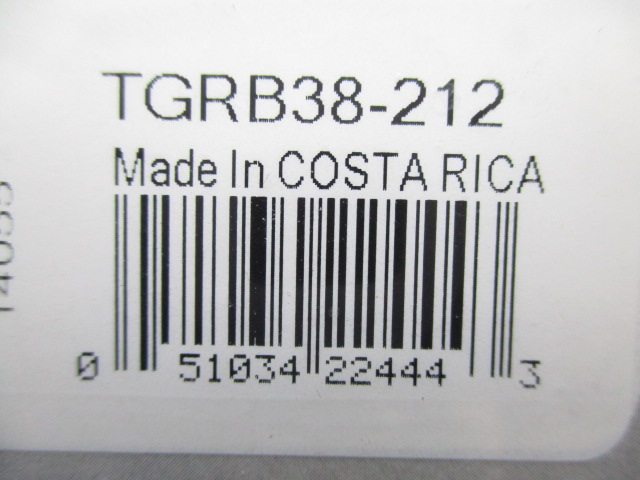 TGRB38-212
Made In COSTA RICA
0 51034 22444 3